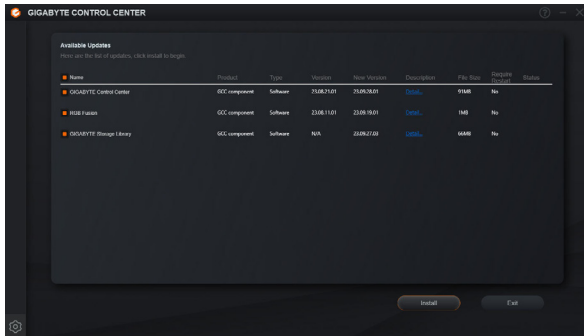 GIGABYTE CONTROL CENTER
Available Updates
Here are the list of updates, click install to begin
Name Product Type Version New Version Description File Size Require Restart Status
GIGABYTE Control Center GCC component Software 23.08.21.01 23.09.28.01 Detail... 91MB No
RGB Fusion GCC component Software 23.08.11.01 23.09.19.01 Detail... 1MB No
GIGABYTE Storage Library GCC component Software N/A 23.09.27.03 Detail... 66MB No
Install Exit